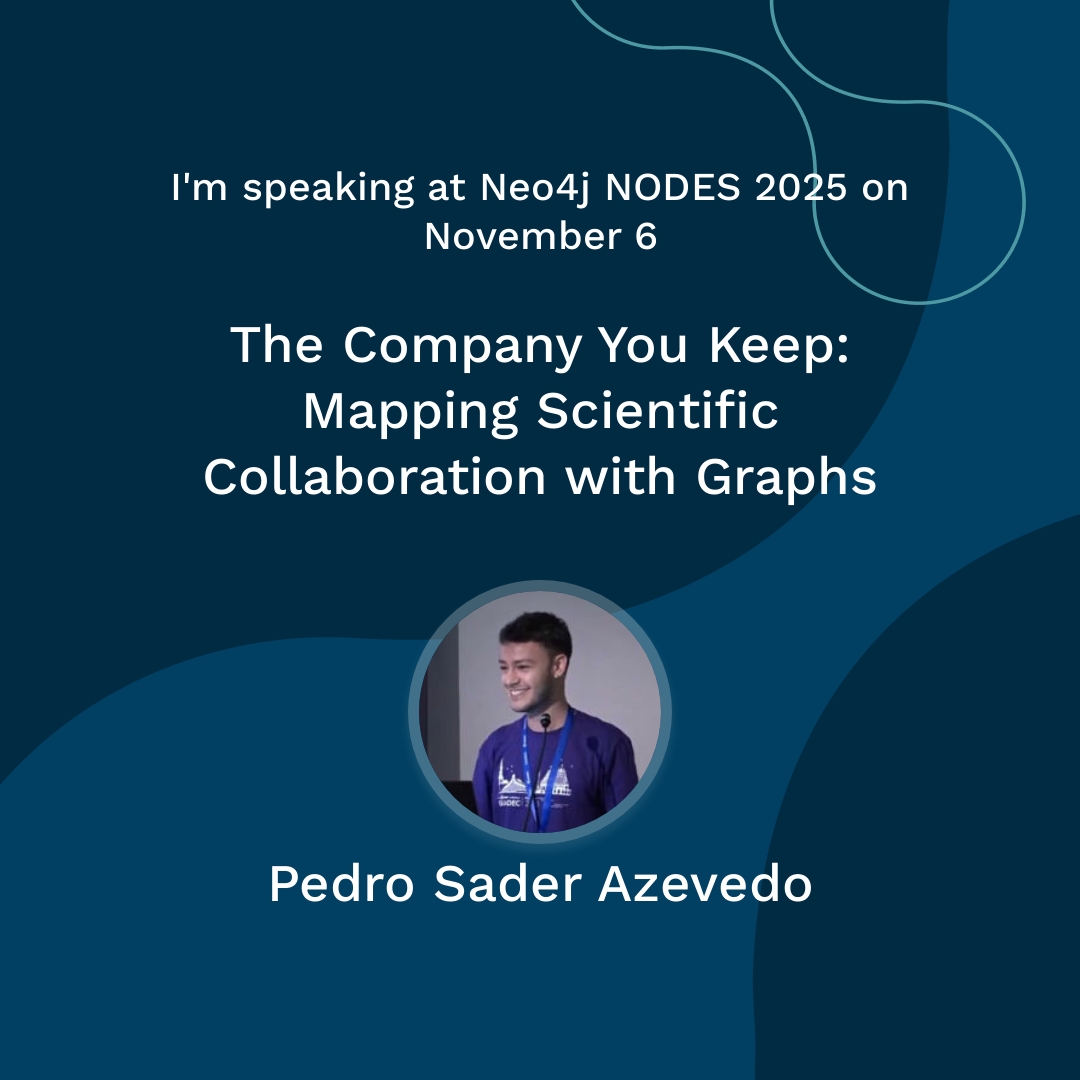 I'm speaking at Neo4j NODES 2025 on
November 6
The Company You Keep:
Mapping Scientific
Collaboration with Graphs
Pedro Sader Azevedo